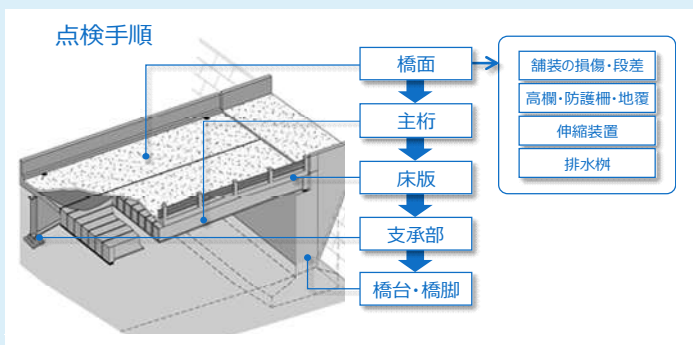 点検手順
橋面
主桁
床版
支承部
橋台・橋脚
舗装の損傷・段差
高欄・防護柵・地覆
伸縮装置
排水桝